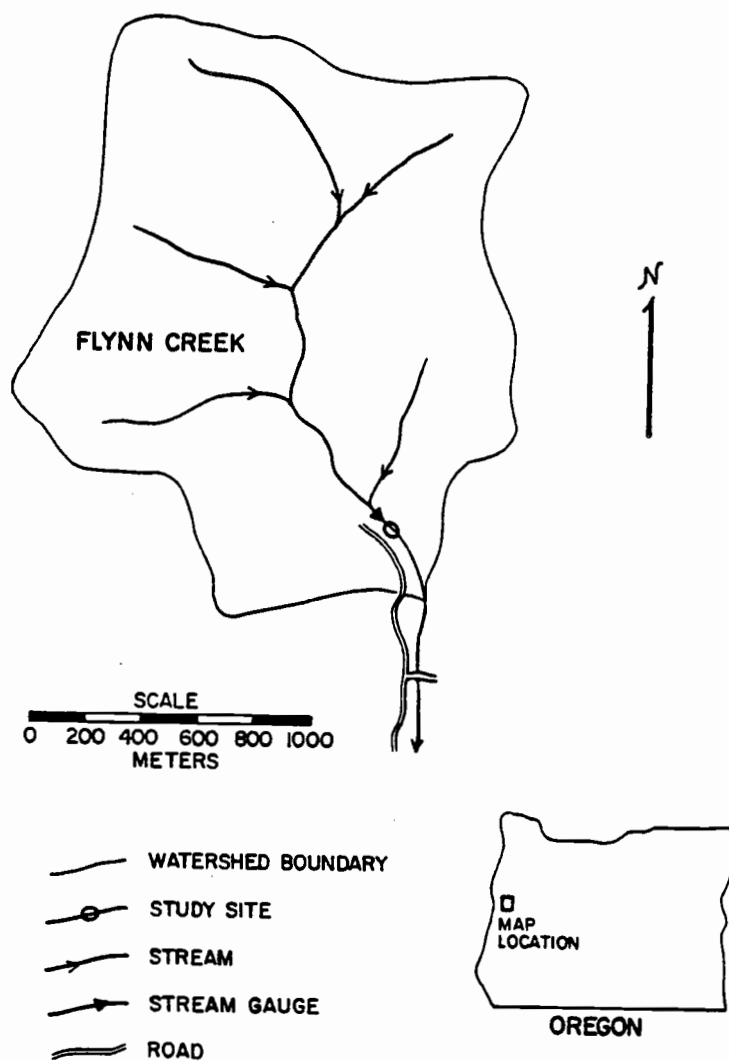 N
FLYNN CREEK
SCALE
0 200 400 600 800 1000
METERS
WATERSHED BOUNDARY
STUDY SITE
STREAM
STREAM GAUGE
ROAD
MAP
LOCATION
OREGON